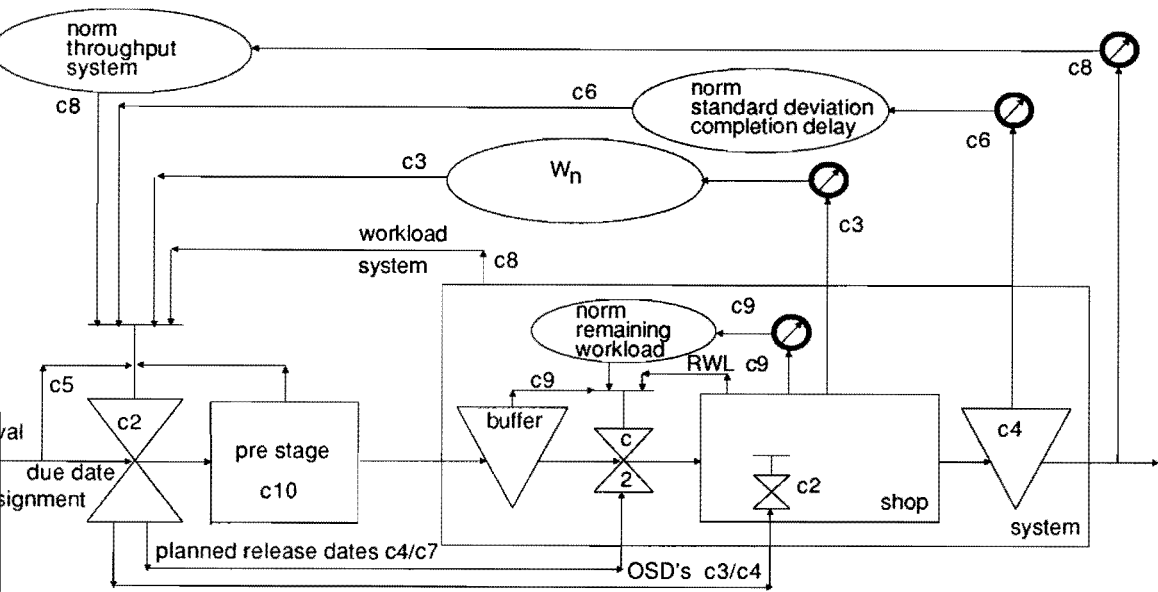 norm
throughput
system
c8
c8
c6
norm
standard deviation
completion delay
c6
c3
Wn
c3
workload
system
c8
norm
remaining
workload
c9
RWL c9
c9
c5
c2
buffer
c
2
c4
val
due date
signment
pre stage
c10
c2
shop
system
planned release dates c4/c7
OSD's c3/c4